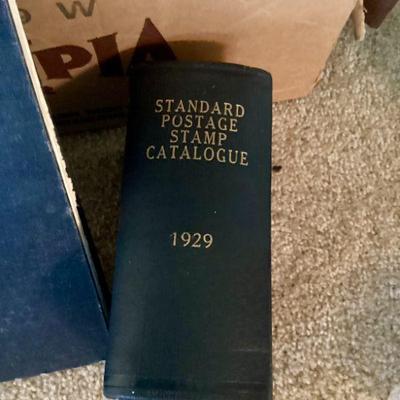 STANDARD
POSTAGE
STAMP
CATALOGUE
1929